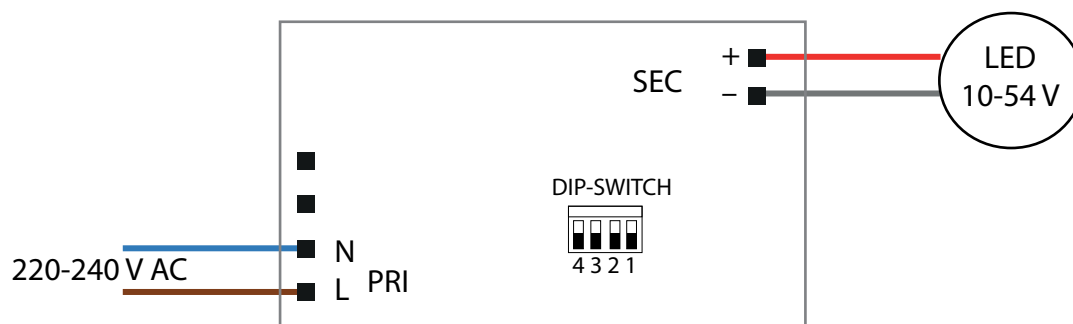 +
SEC
–
LED
10-54 V
DIP-SWITCH
4 3 2 1
220-240 V AC
N
L
PRI